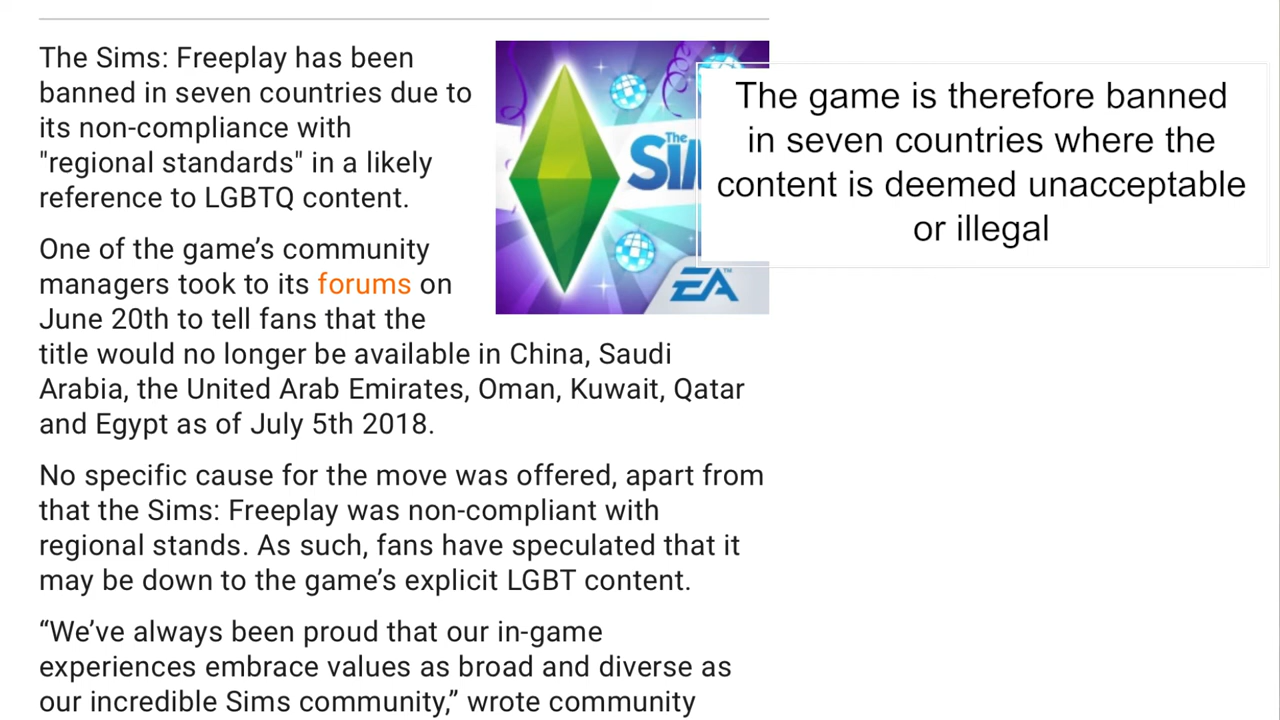 The Sims: Freeplay has been
banned in seven countries due to
its non-compliance with
"regional standards" in a likely
reference to LGBTQ content.
One of the game's community
managers took to its forums on
June 20th to tell fans that the
title would no longer be available in China, Saudi
Arabia, the United Arab Emirates, Oman, Kuwait, Qatar
and Egypt as of July 5th 2018.
No specific cause for the move was offered, apart from
that the Sims: Freeplay was non-compliant with
regional stands. As such, fans have speculated that it
may be down to the game's explicit LGBT content.
“We've always been proud that our in-game
experiences embrace values as broad and diverse as
our incredible Sims community,” wrote community
The
EA™
The game is therefore banned
in seven countries where the
content is deemed unacceptable
or illegal